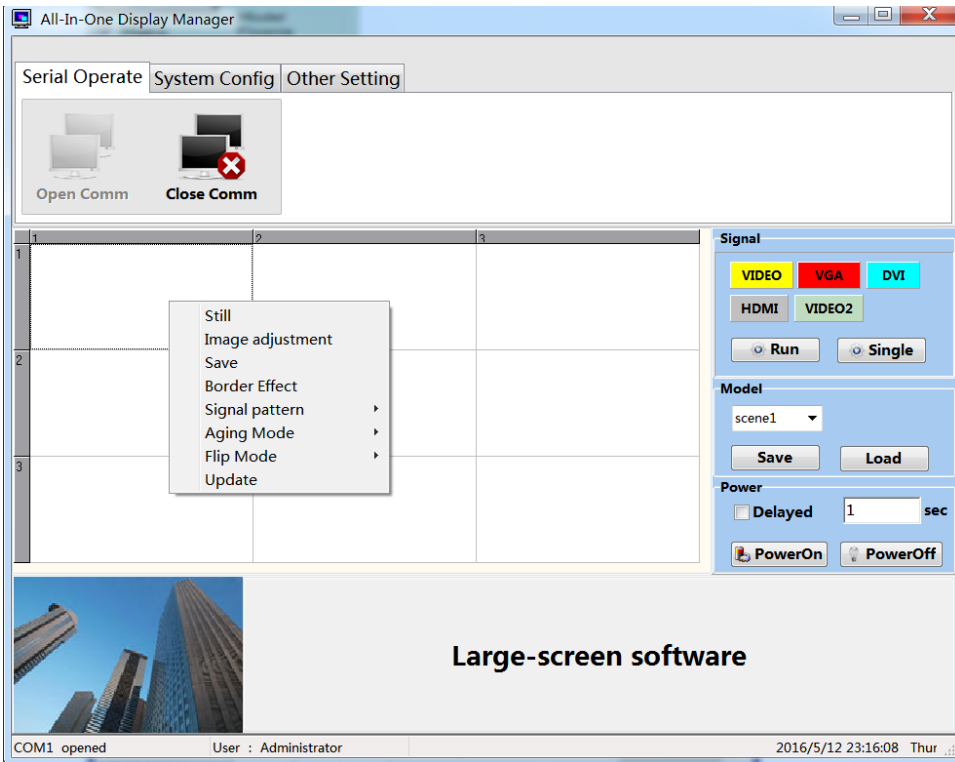 All-In-One Display Manager
Serial Operate System Config Other Setting
Open Comm Close Comm
1 2 3
1
2
3
Still
Image adjustment
Save
Border Effect
Signal pattern
Aging Mode
Flip Mode
Update
Signal
VIDEO VGA DVI
HDMI VIDEO2
Run Single
Model
scene1
Save Load
Power
Delayed 1 sec
PowerOn PowerOff
Large-screen software
COM1 opened User : Administrator 2016/5/12 23:16:08 Thur